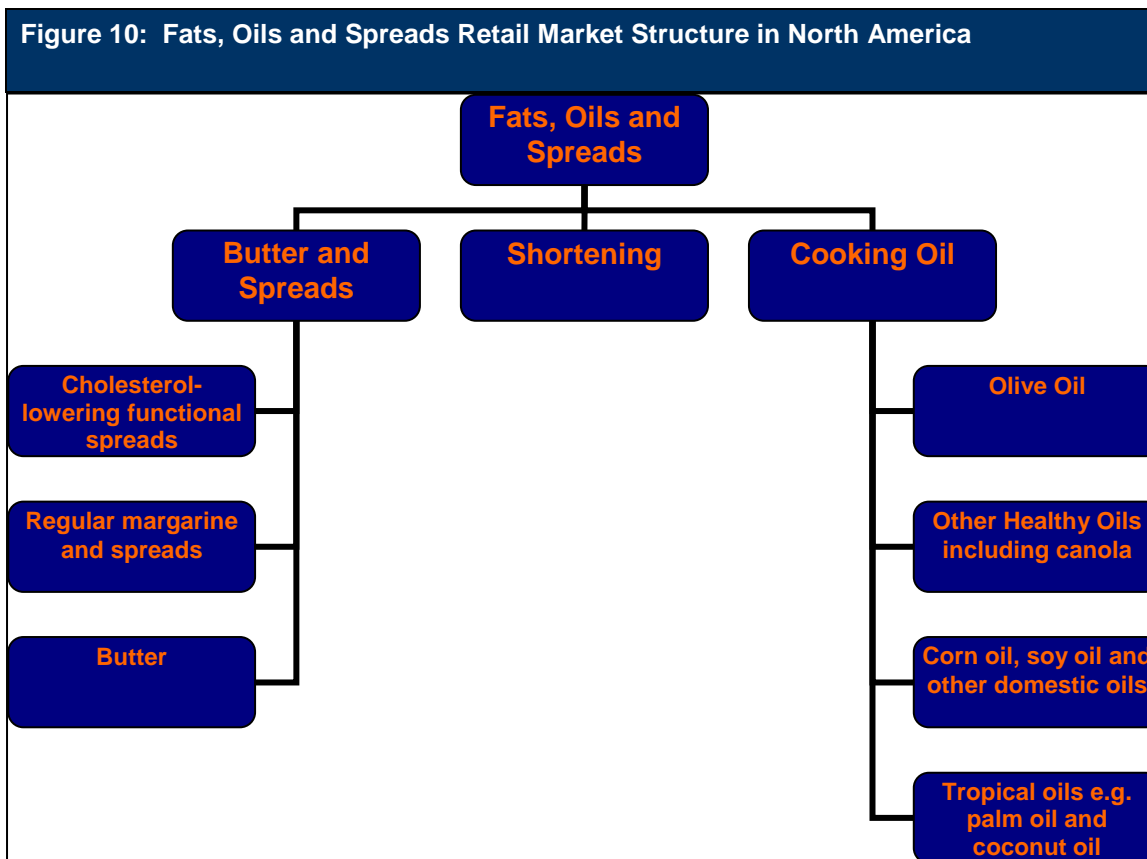 Figure 10:  Fats, Oils and Spreads Retail Market Structure in North America
Fats, Oils and
Spreads
Butter and
Spreads
Shortening
Cooking Oil
Cholesterol-
lowering functional
spreads
Regular margarine
and spreads
Butter
Olive Oil
Other Healthy Oils
including canola
Corn oil, soy oil and
other domestic oils
Tropical oils e.g.
palm oil and
coconut oil